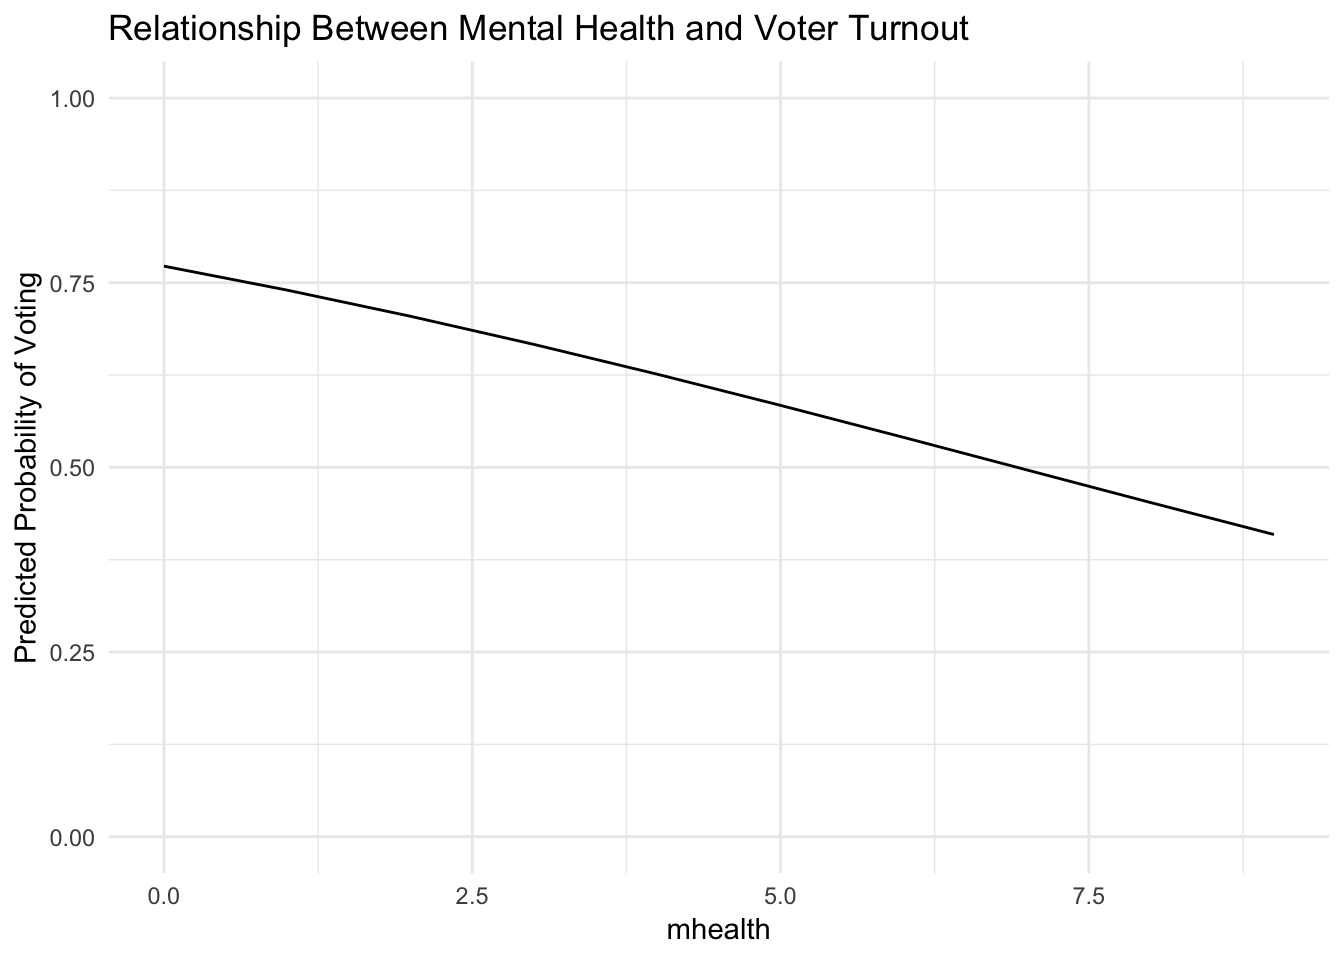 Relationship Between Mental Health and Voter Turnout
Predicted Probability of Voting
1.00
0.75
0.50
0.25
0.00
0.0 2.5 5.0 7.5
mhealth